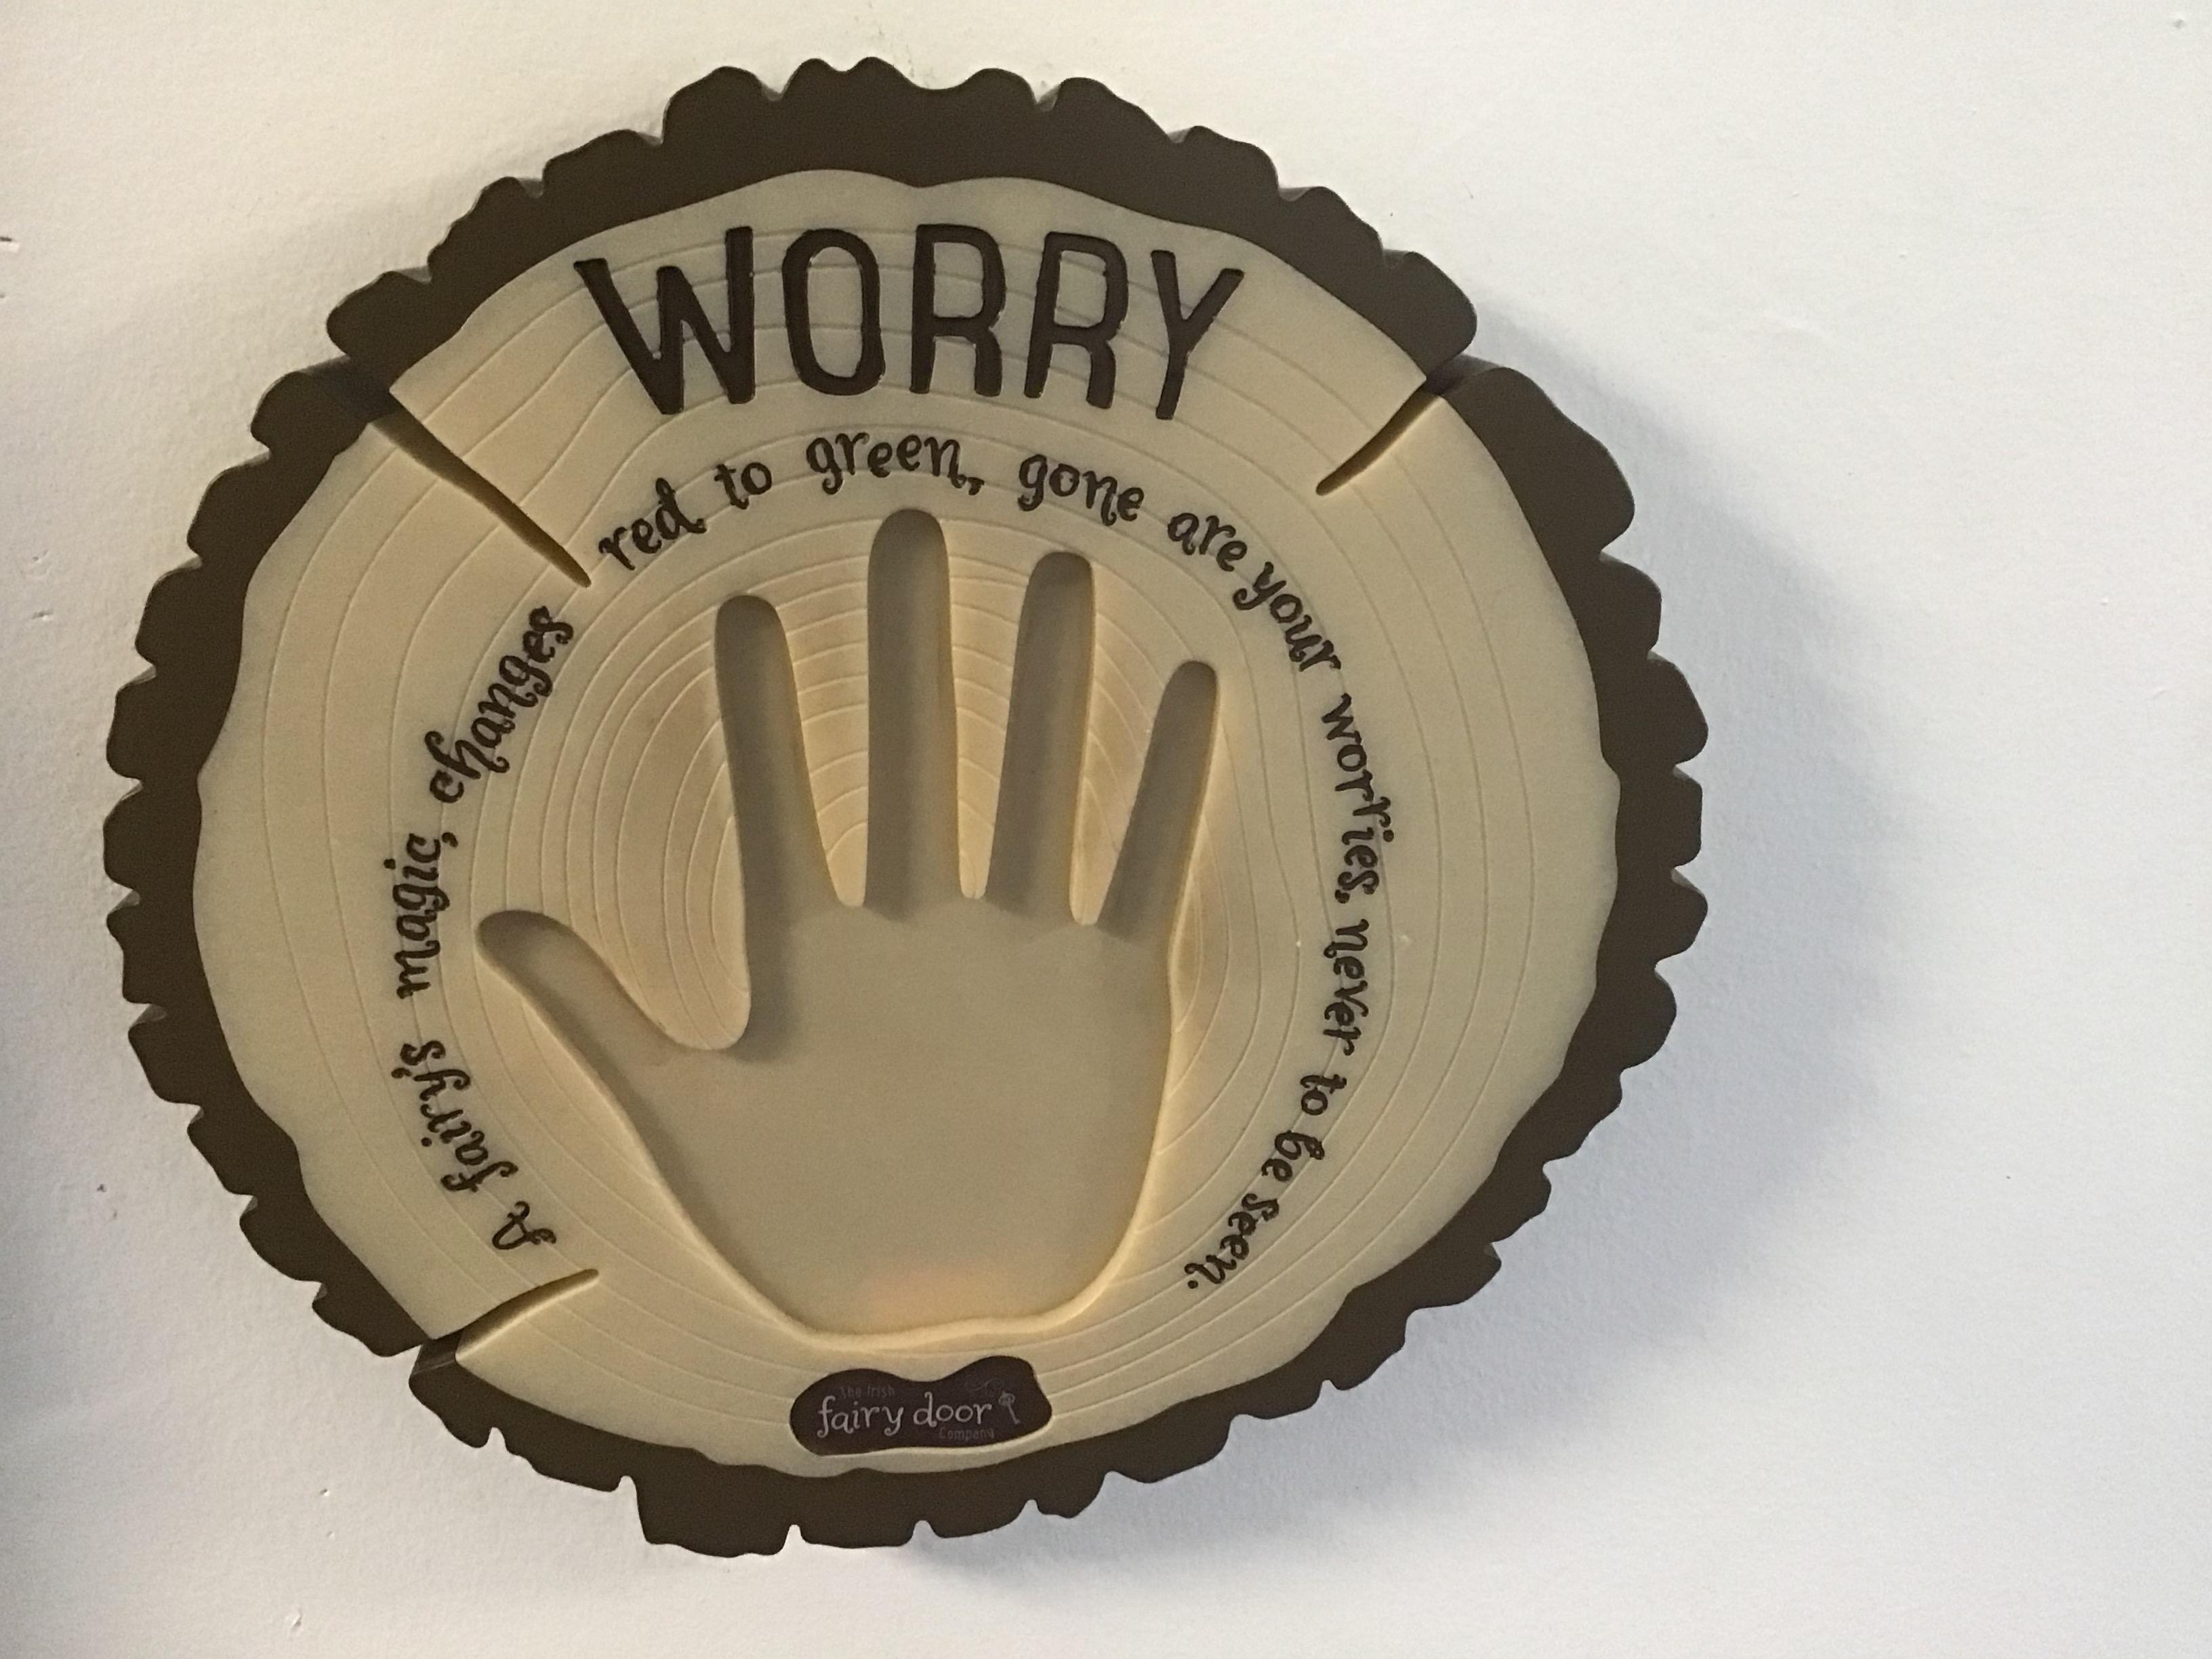 WORRY
A fairy's magic, changes red to green, gone are your worries, never to be seen.
The Irish
fairy door
Company